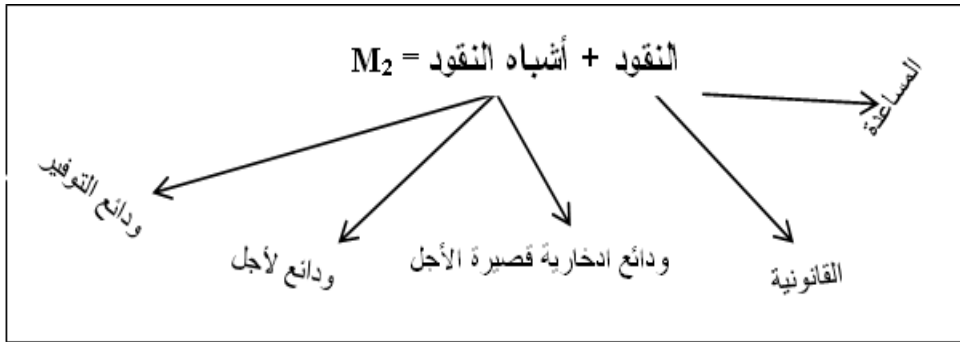 M₂ = النقود + أشباه النقود
المساعدة
القانونية
ودائع ادخارية قصيرة الأجل
ودائع لأجل
ودائع التوفير